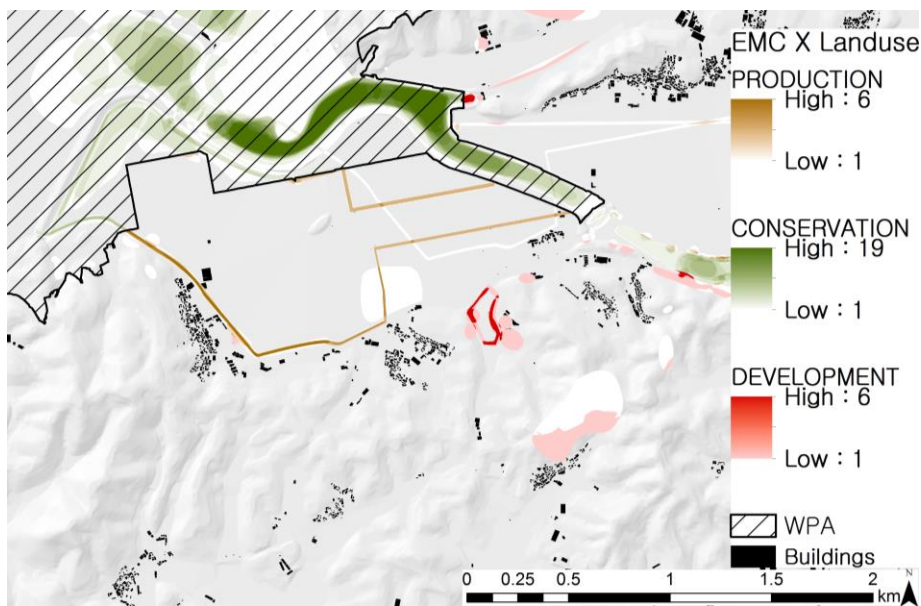 EMC X Landuse
PRODUCTION
High : 6
Low : 1
CONSERVATION
High : 19
Low : 1
DEVELOPMENT
High : 6
Low : 1
WPA
Buildings
0 0.25 0.5 1 1.5 2
km
N